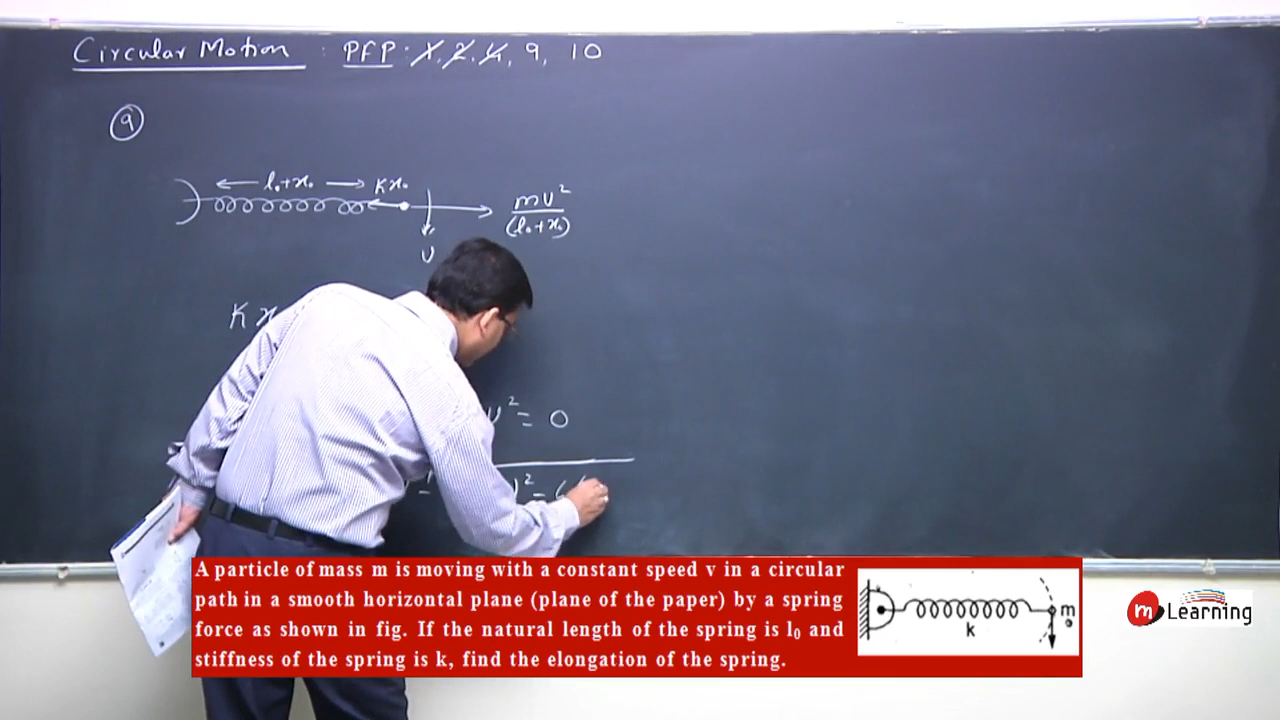 Circular Motion : PFP . 1, 2, 4, 9, 10
9
l₀+x₀
Kx₀
mv²
(l₀+x₀)
v
K x
v² = 0
A particle of mass m is moving with a constant speed v in a circular
path in a smooth horizontal plane (plane of the paper) by a spring
force as shown in fig. If the natural length of the spring is l₀ and
stiffness of the spring is k, find the elongation of the spring.
m
k
m Learning